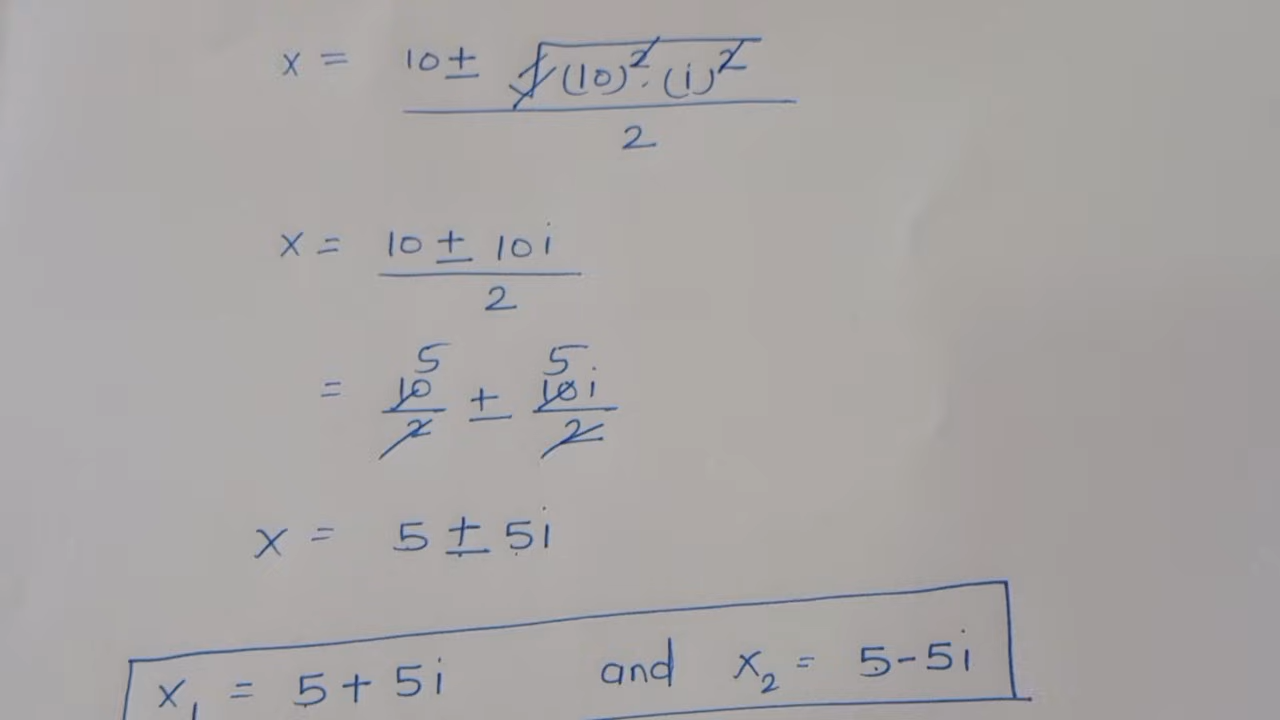 x = 10 ± √(10)² · (i)² / 2
x = 10 ± 10i / 2
= 10/2 5 ± 10i/2 5
x = 5 ± 5i
x₁ = 5 + 5i and x₂ = 5 - 5i